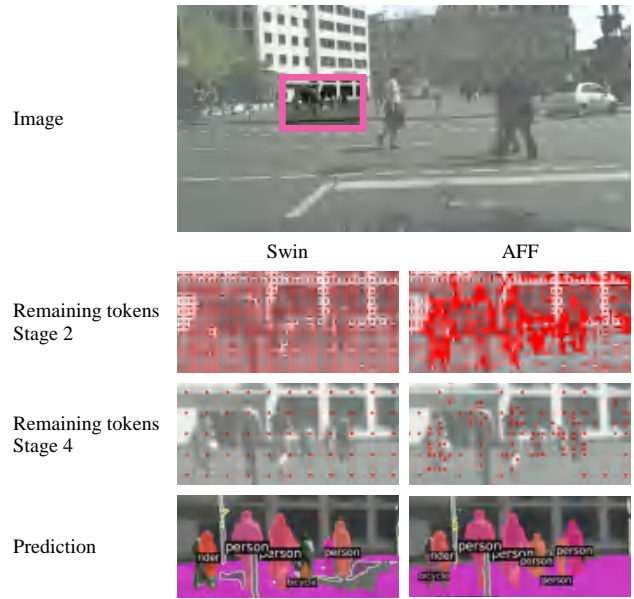 Image
Swin AFF
Remaining tokens
Stage 2
Remaining tokens
Stage 4
Prediction
rider person person person bicycle
rider person person person person bicycle